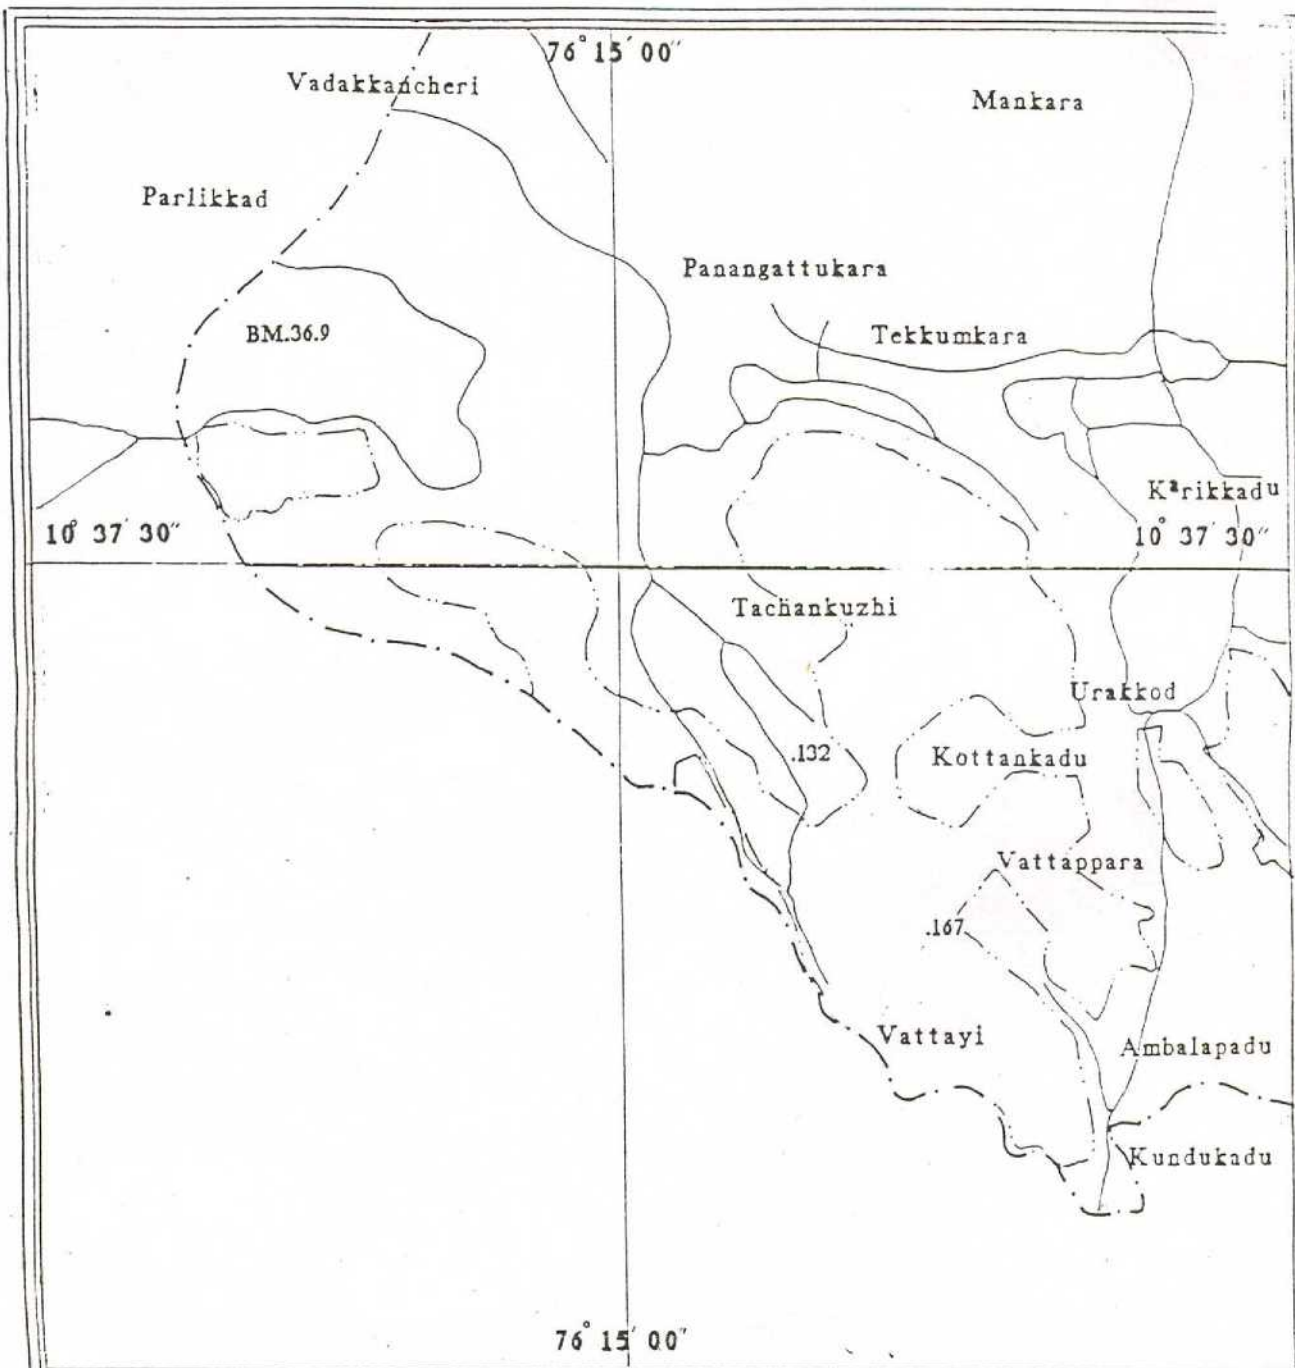 76° 15′ 00″
Vadakkancheri
Mankara
Parlikkad
Panangattukara
BM.36.9
Tekkumkara
Karikkadu
10° 37′ 30″
10° 37′ 30″
Tachankuzhi
Urakkod
.132
Kottankadu
Vattappara
.167
Vattayi
Ambalapadu
Kundukadu
76° 15′ 00″